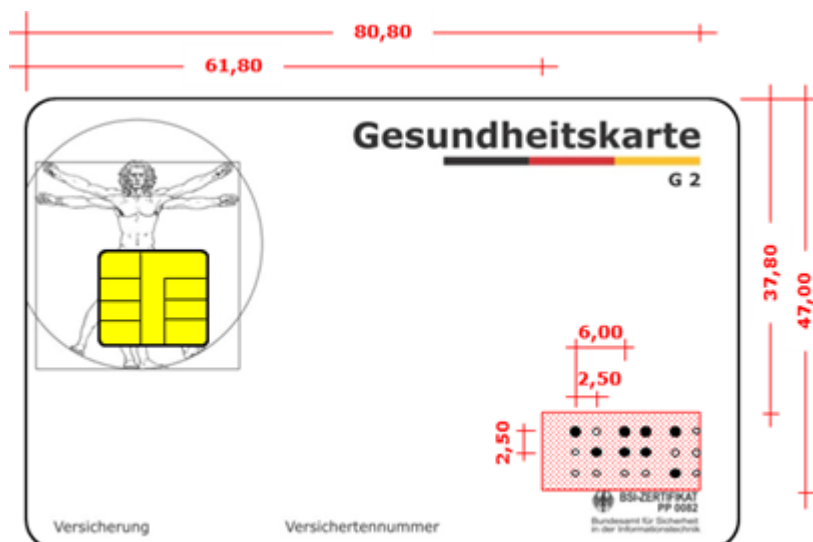 80,80
61,80
Gesundheitskarte
G 2
37,80
47,00
6,00
2,50
2,50
BSI-ZERTIFIKAT
PP 0082
Bundesamt für Sicherheit
in der Informationstechnik
Versicherung
Versichertennummer